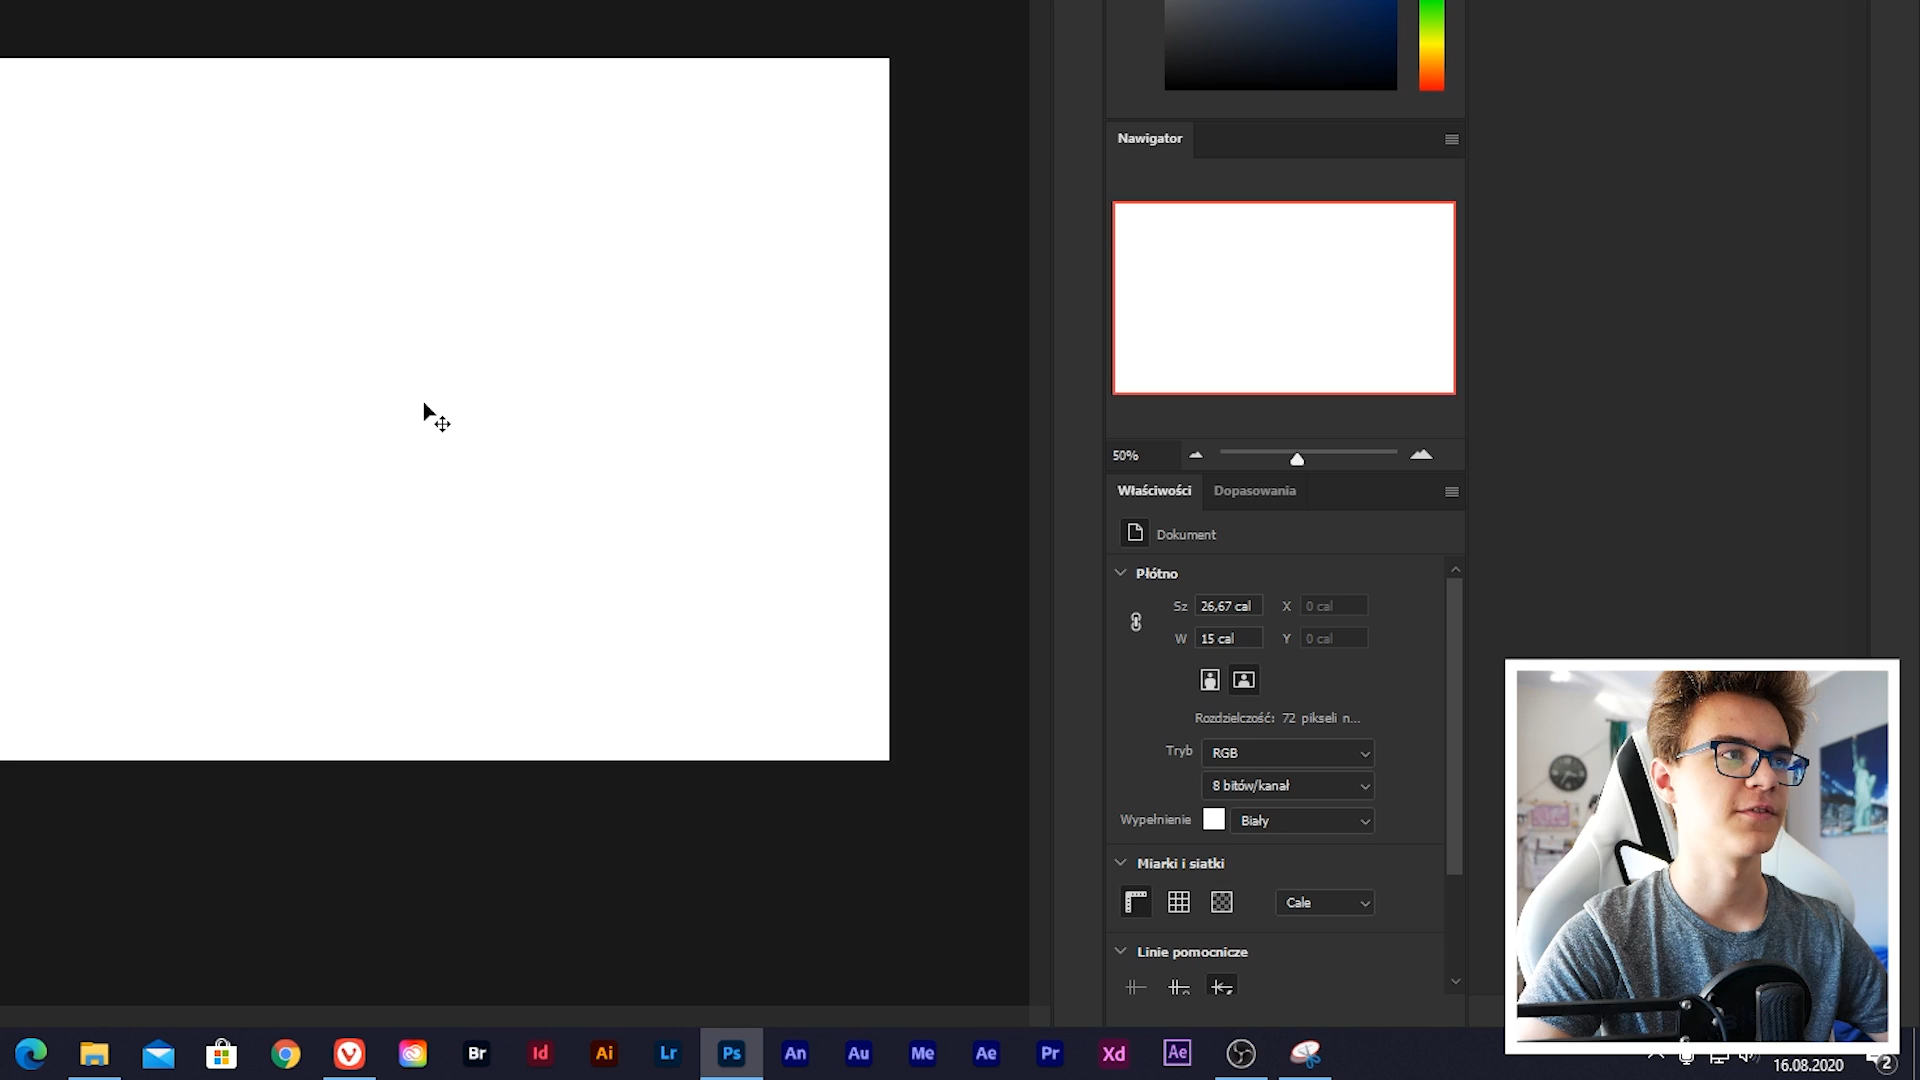 Nawigator
50%
Właściwości Dopasowania
Dokument
Płótno
Sz 26,67 cal X 0 cal
W 15 cal Y 0 cal
Rozdzielczość: 72 pikseli n...
Tryb RGB
8 bitów/kanał
Wypełnienie Biały
Miarki i siatki
Cale
Linie pomocnicze
Br Id Ai Lr Ps An Au Me Ae Pr Xd Ae
16.08.2020 2